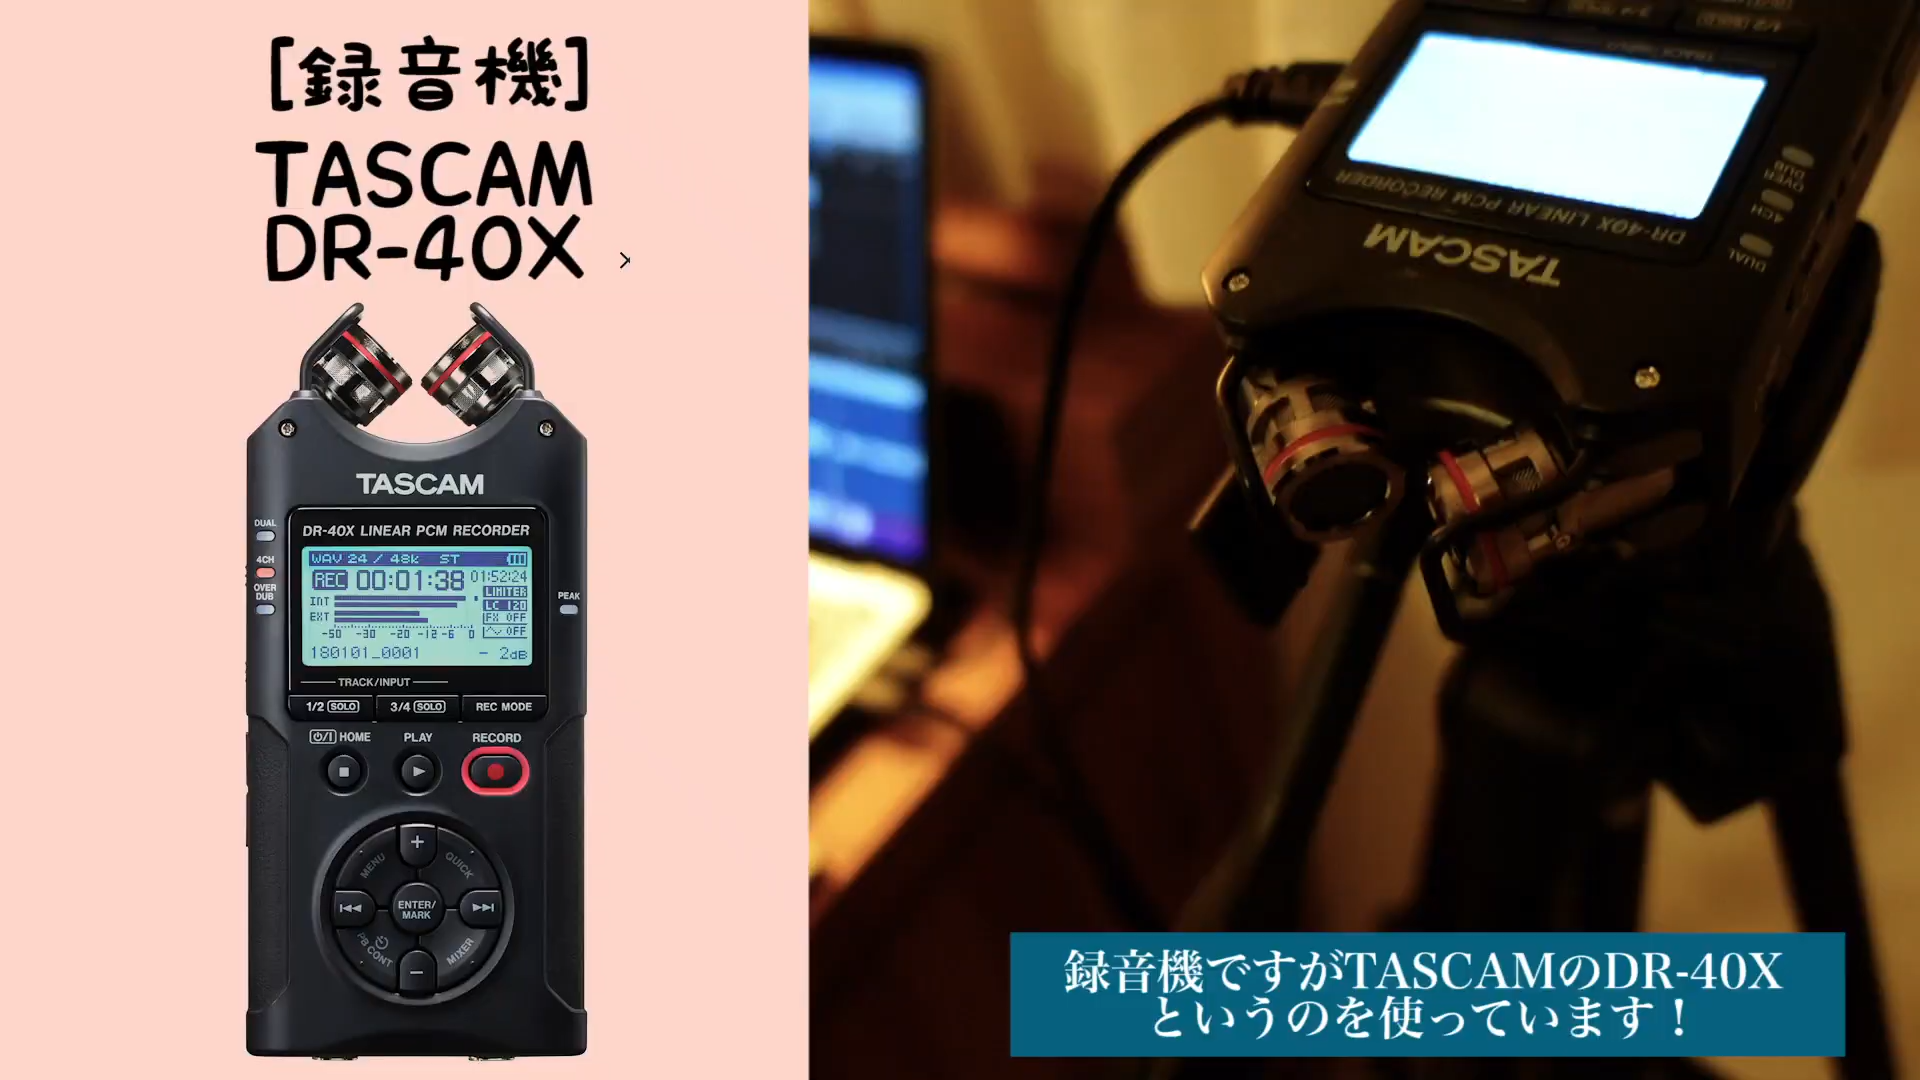 [録音機]
TASCAM
DR-40X
TASCAM
DR-40X LINEAR PCM RECORDER
DUAL
4CH
OVER DUB
PEAK
WAV 24 / 48k ST
REC 00:01:38 01:52:24
INT
EXT
LIMITER
LC 120
FX OFF
OFF
-50 -30 -20 -12 -6 0
180101_0001 - 2dB
TRACK/INPUT
1/2 SOLO 3/4 SOLO REC MODE
HOME PLAY RECORD
MENU + QUICK
ENTER/
MARK
PB CONT - MIXER
OVER
DUB
4CH
DUAL
DR-40X LINEAR PCM RECORDER
TASCAM
録音機ですがTASCAMのDR-40X
というのを使っています！